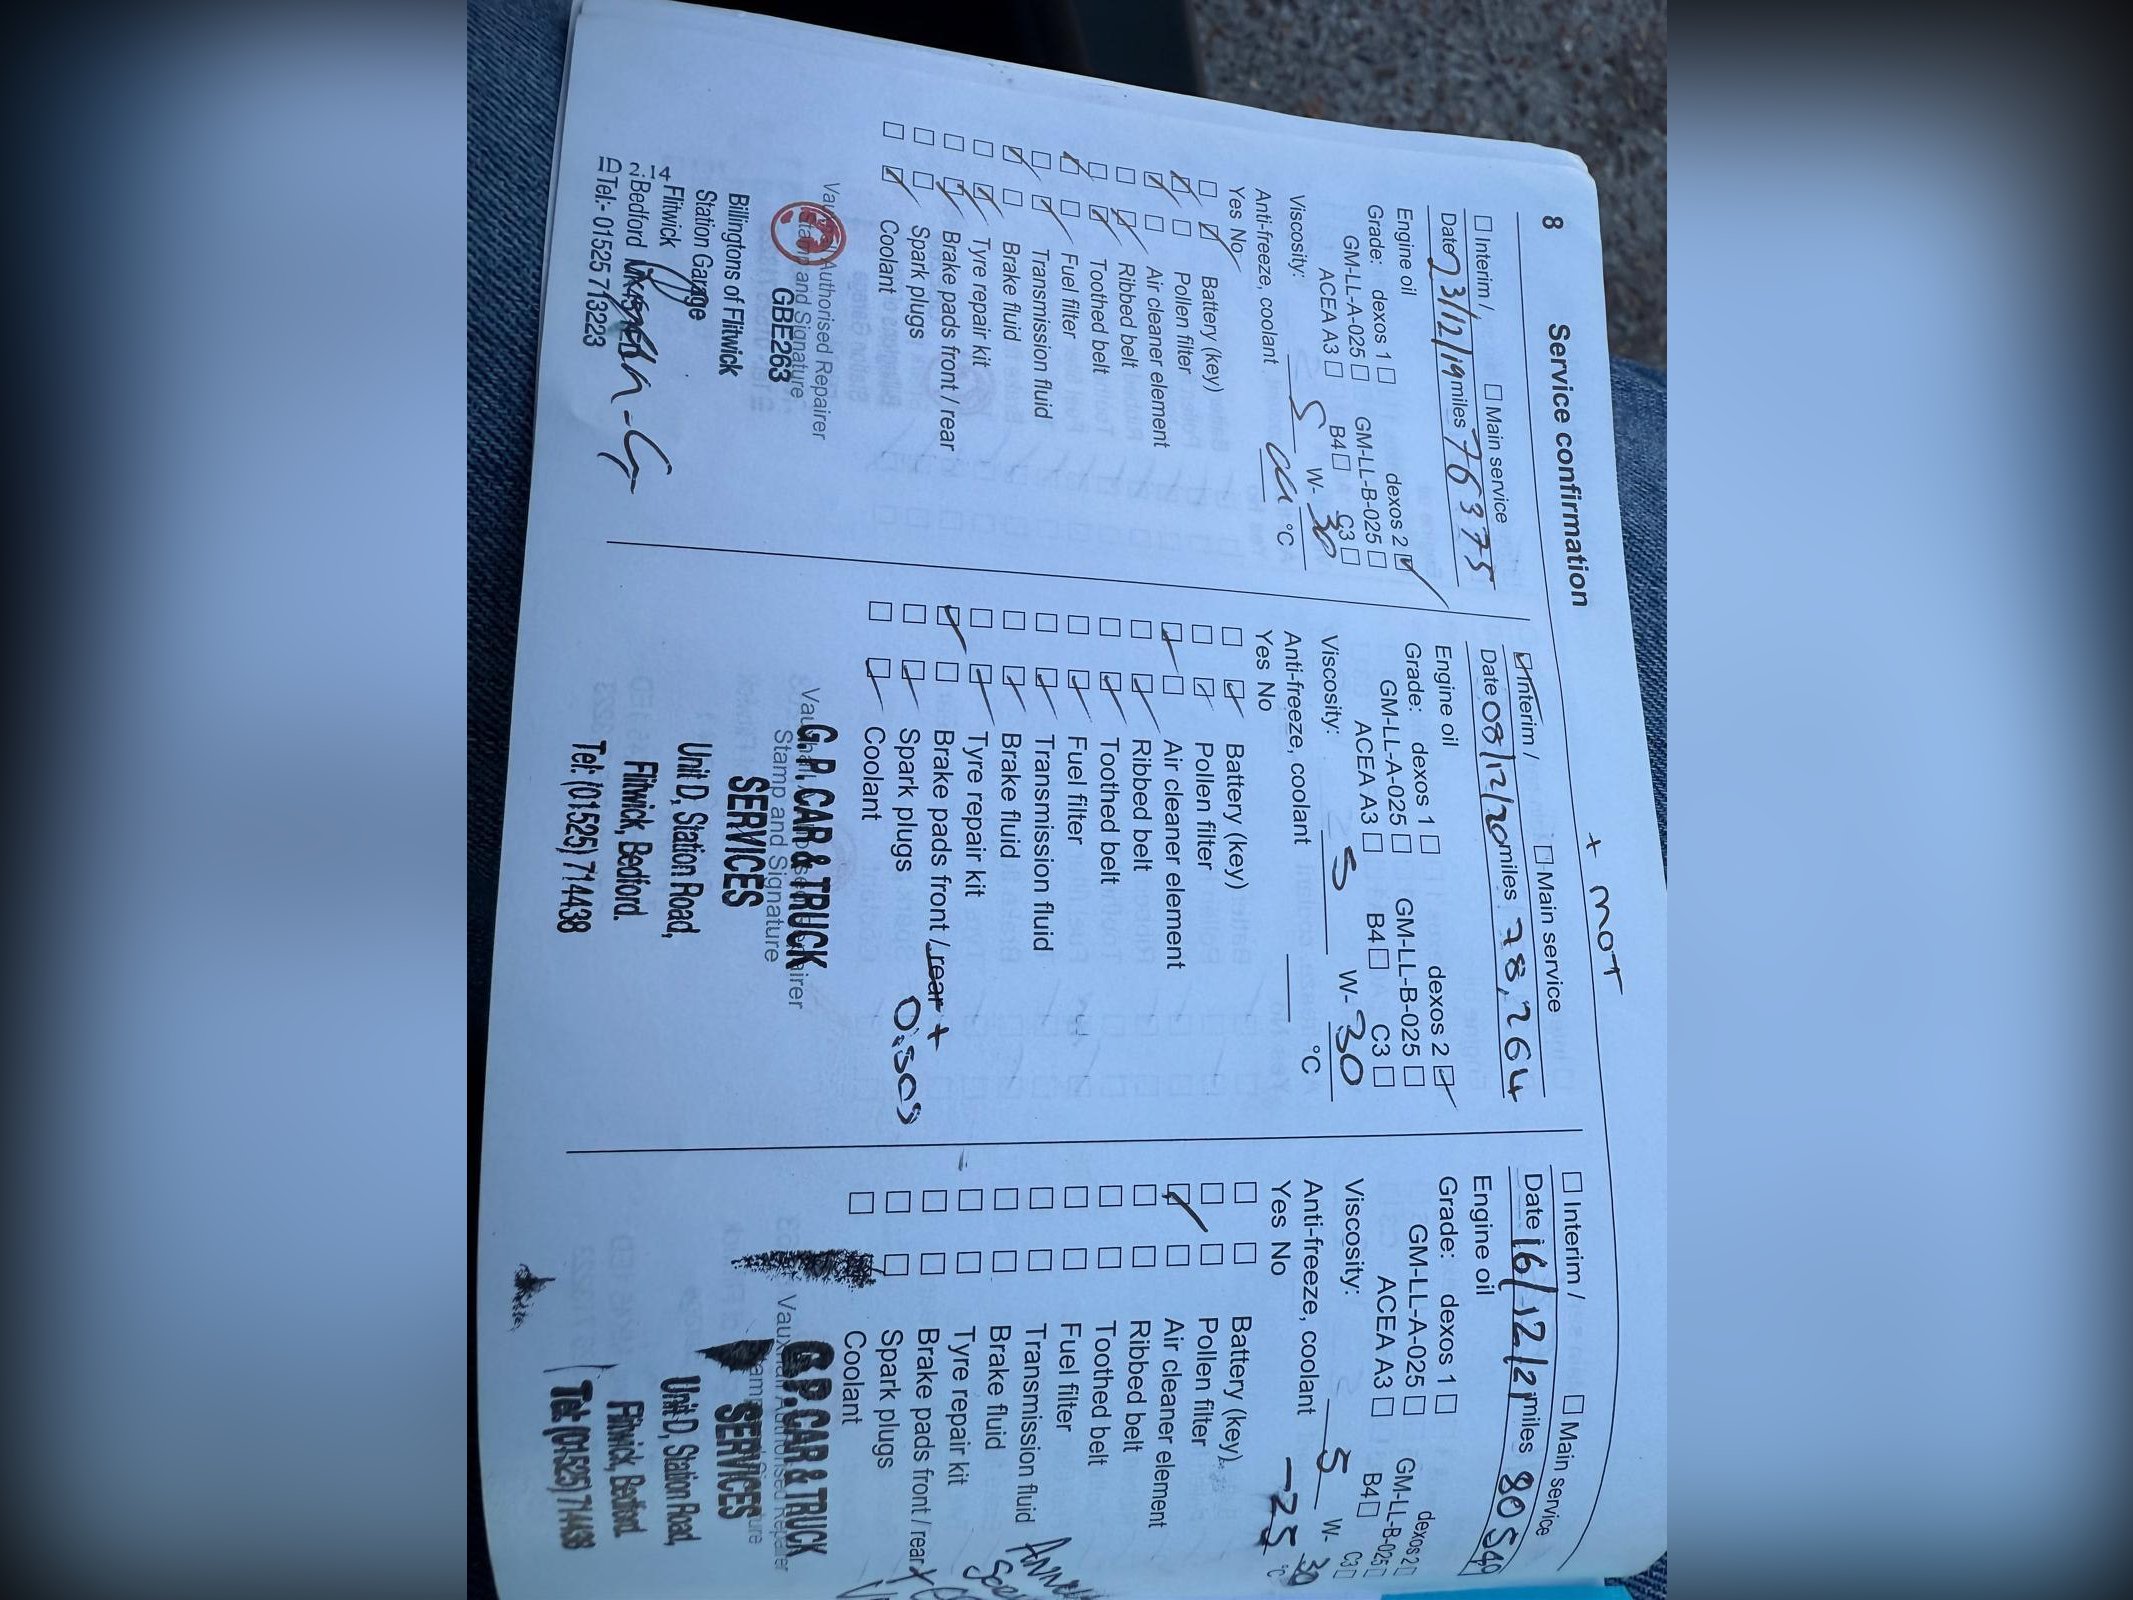 8 Service confirmation
+ MOT
☐ Interim / ☐ Main service
Date 23/12/19 miles 76375
Engine oil
Grade: dexos 1 ☐ dexos 2 ☑
GM-LL-A-025 ☐ GM-LL-B-025 ☐
ACEA A3 ☐ B4 ☐ C3 ☐
Viscosity: 5 W- 30
Anti-freeze, coolant °C
Yes No
☐ ☑ Battery (key)
☑ ☐ Pollen filter
☑ ☐ Air cleaner element
☐ ☑ Ribbed belt
☐ ☑ Toothed belt
☑ ☐ Fuel filter
☐ ☑ Transmission fluid
☑ ☐ Brake fluid
☐ ☑ Tyre repair kit
☐ ☑ Brake pads front / rear
☐ ☐ Spark plugs
☐ ☑ Coolant
Vauxhall Authorised Repairer
Stamp and Signature
GBE263
Billingtons of Flitwick
Station Garage
Flitwick
Bedford
Tel:- 01525 713223
☑ Interim / ☐ Main service
Date 08/12/20 miles 78,264
Engine oil
Grade: dexos 1 ☐ dexos 2 ☑
GM-LL-A-025 ☐ GM-LL-B-025 ☐
ACEA A3 ☐ B4 ☐ C3 ☐
Viscosity: 5 W- 30
Anti-freeze, coolant °C
Yes No
☐ ☑ Battery (key)
☐ ☑ Pollen filter
☑ ☐ Air cleaner element
☐ ☑ Ribbed belt
☐ ☑ Toothed belt
☐ ☑ Fuel filter
☐ ☑ Transmission fluid
☐ ☑ Brake fluid
☐ ☑ Tyre repair kit
☑ ☐ Brake pads front / rear +
☐ ☑ Spark plugs DISCS
☐ ☑ Coolant
Stamp and Signature
G.P. CAR & TRUCK
SERVICES
Unit D, Station Road,
Flitwick, Bedford.
Tel: (01525) 714438
☐ Interim / ☐ Main service
Date 16/12/21 miles 80540
Engine oil
Grade: dexos 1 ☐ dexos 2 ☐
GM-LL-A-025 ☐ GM-LL-B-025 ☐
ACEA A3 ☐ B4 ☐ C3 ☐
Viscosity: 5 W- 30
Anti-freeze, coolant -25 °C
Yes No
☐ ☐ Battery (key)
☐ ☐ Pollen filter
☑ ☐ Air cleaner element
☐ ☐ Ribbed belt
☐ ☐ Toothed belt
☐ ☐ Fuel filter
☐ ☐ Transmission fluid
☐ ☐ Brake fluid
☐ ☐ Tyre repair kit
☐ ☐ Brake pads front / rear
☐ ☐ Spark plugs
☐ Coolant
Vauxhall Authorised Repairer
G.P. CAR & TRUCK
SERVICES
Unit D, Station Road,
Flitwick, Bedford.
Tel: (01525) 714438